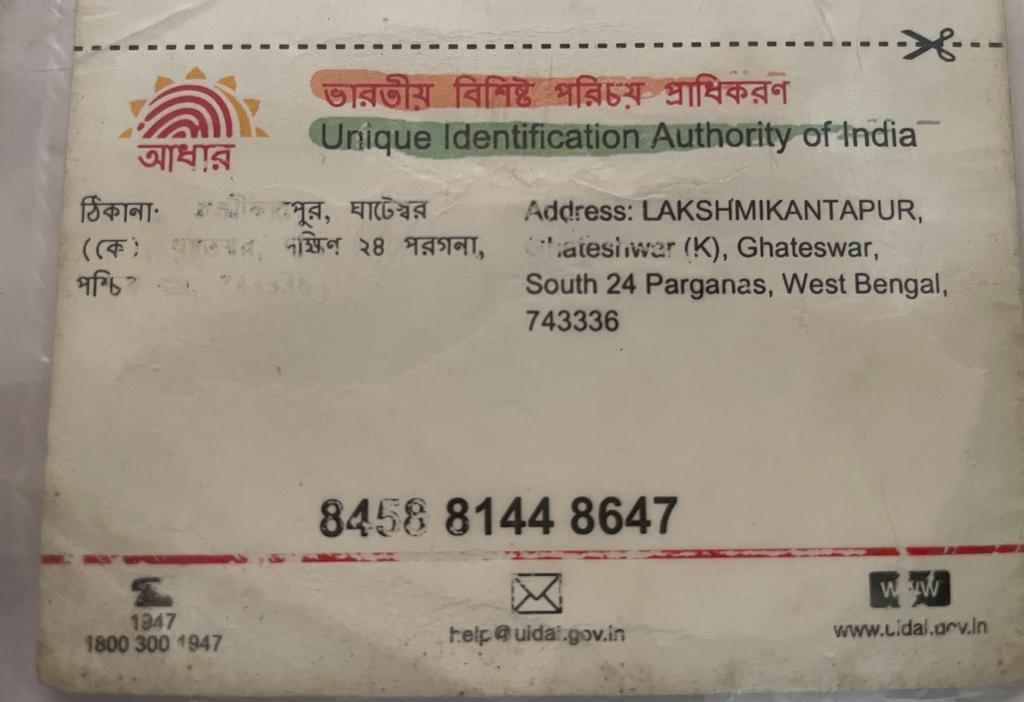 ভারতীয় বিশিষ্ট পরিচয় প্রাধিকরণ
আধার
Unique Identification Authority of India
ঠিকানা: ঘাটেশ্বর
(কে) দক্ষিণ ২৪ পরগনা,
Address: LAKSHMIKANTAPUR,
Ghateshwar (K), Ghateswar,
South 24 Parganas, West Bengal,
743336
8458 8144 8647
1947
1800 300 1947
help@uidai.gov.in
www
www.uidai.gov.in